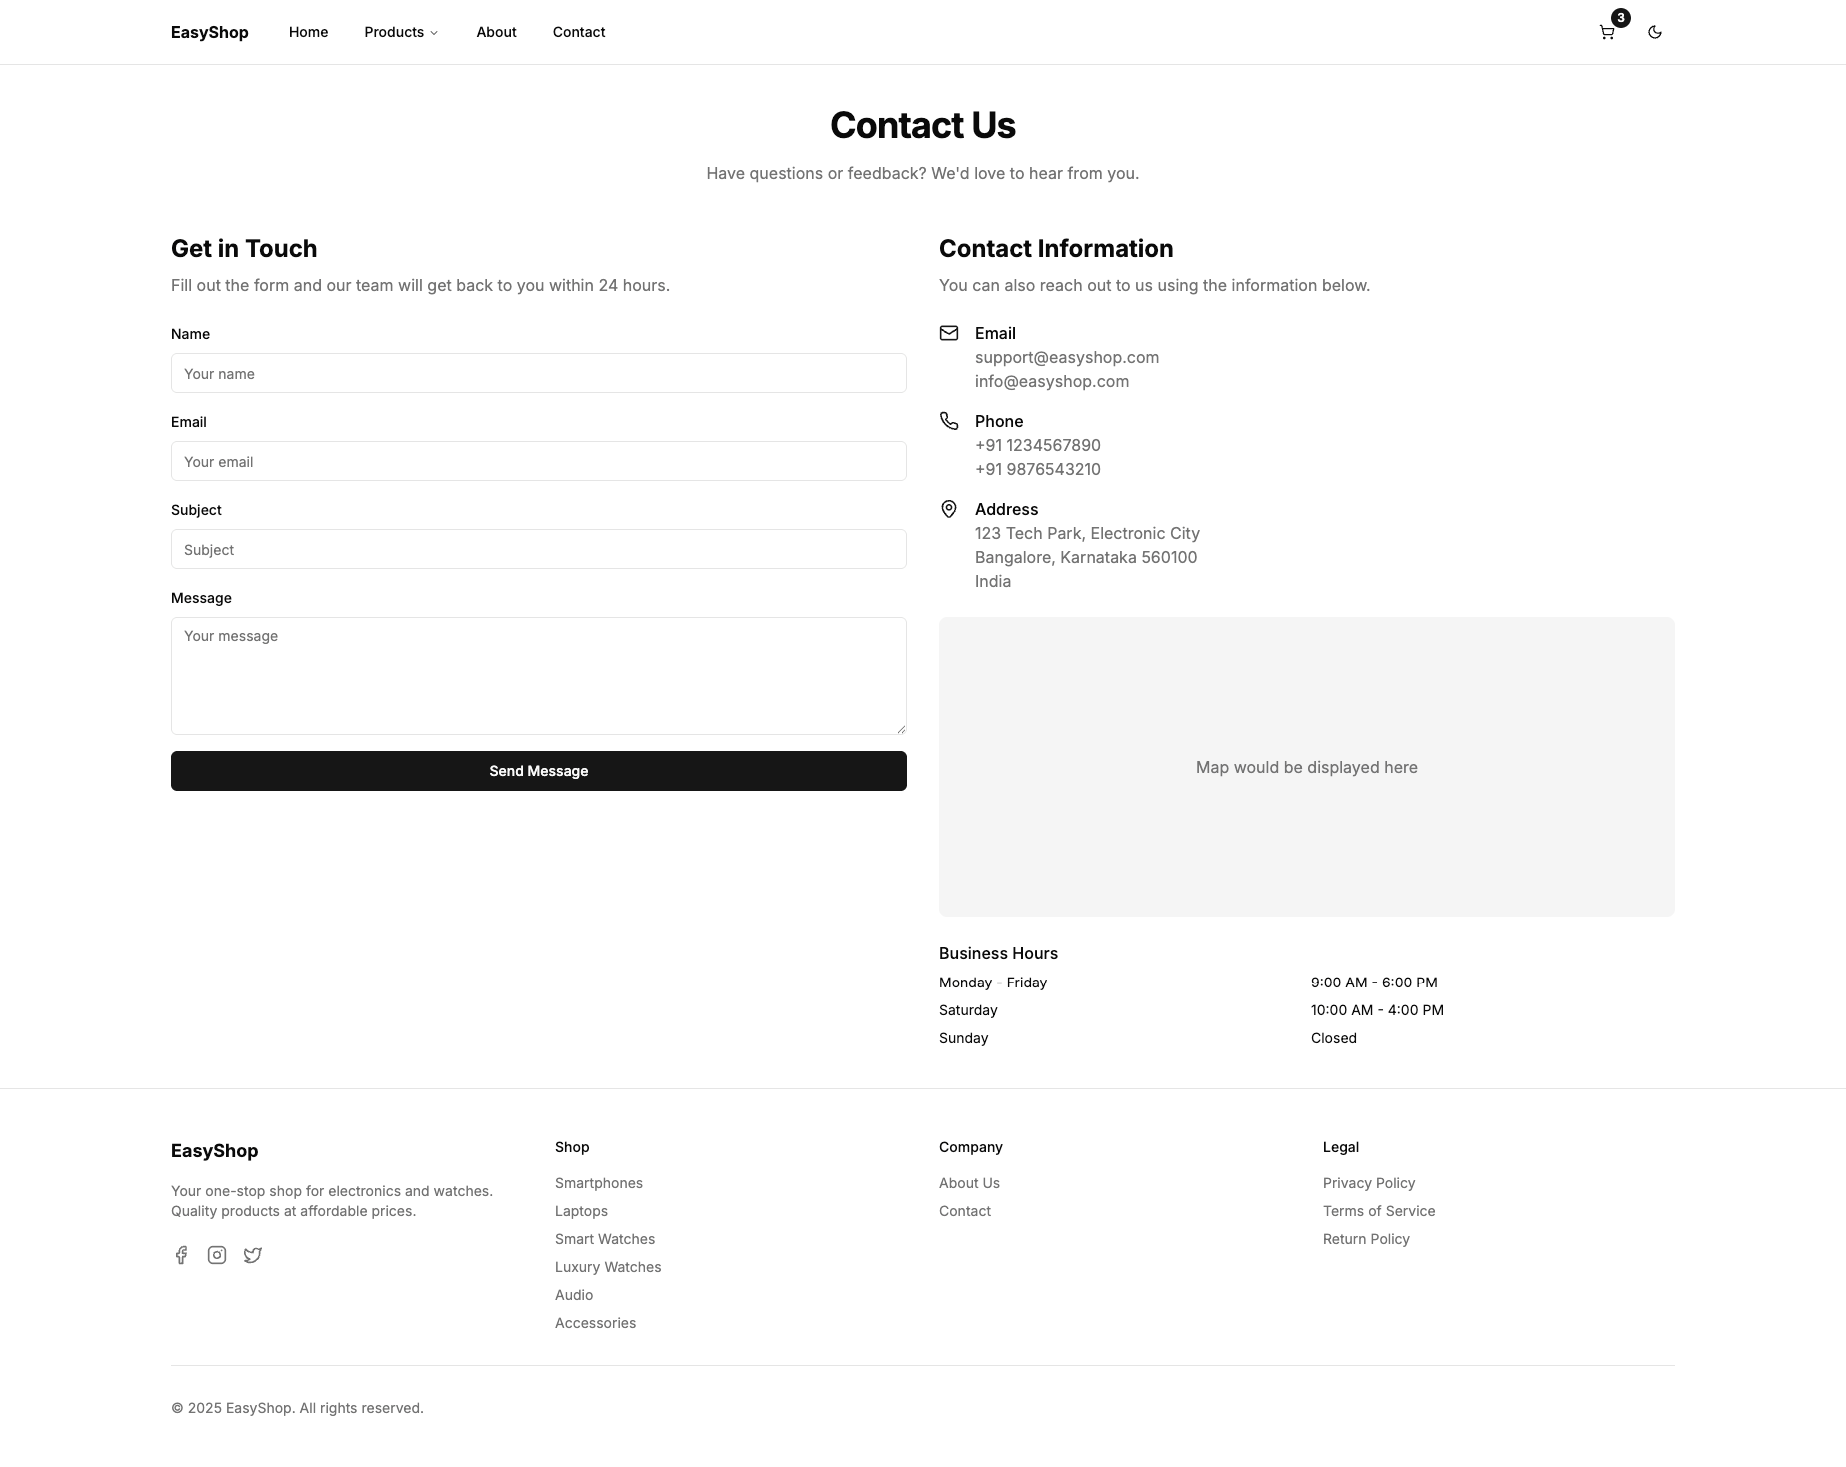 EasyShop
Home
Products
About
Contact
3
Contact Us
Have questions or feedback? We'd love to hear from you.
Get in Touch
Fill out the form and our team will get back to you within 24 hours.
Name
Your name
Email
Your email
Subject
Subject
Message
Your message
Send Message
Contact Information
You can also reach out to us using the information below.
Email
support@easyshop.com
info@easyshop.com
Phone
+91 1234567890
+91 9876543210
Address
123 Tech Park, Electronic City
Bangalore, Karnataka 560100
India
Map would be displayed here
Business Hours
Monday - Friday 9:00 AM - 6:00 PM
Saturday 10:00 AM - 4:00 PM
Sunday Closed
EasyShop
Your one-stop shop for electronics and watches.
Quality products at affordable prices.
Shop
Smartphones
Laptops
Smart Watches
Luxury Watches
Audio
Accessories
Company
About Us
Contact
Legal
Privacy Policy
Terms of Service
Return Policy
© 2025 EasyShop. All rights reserved.